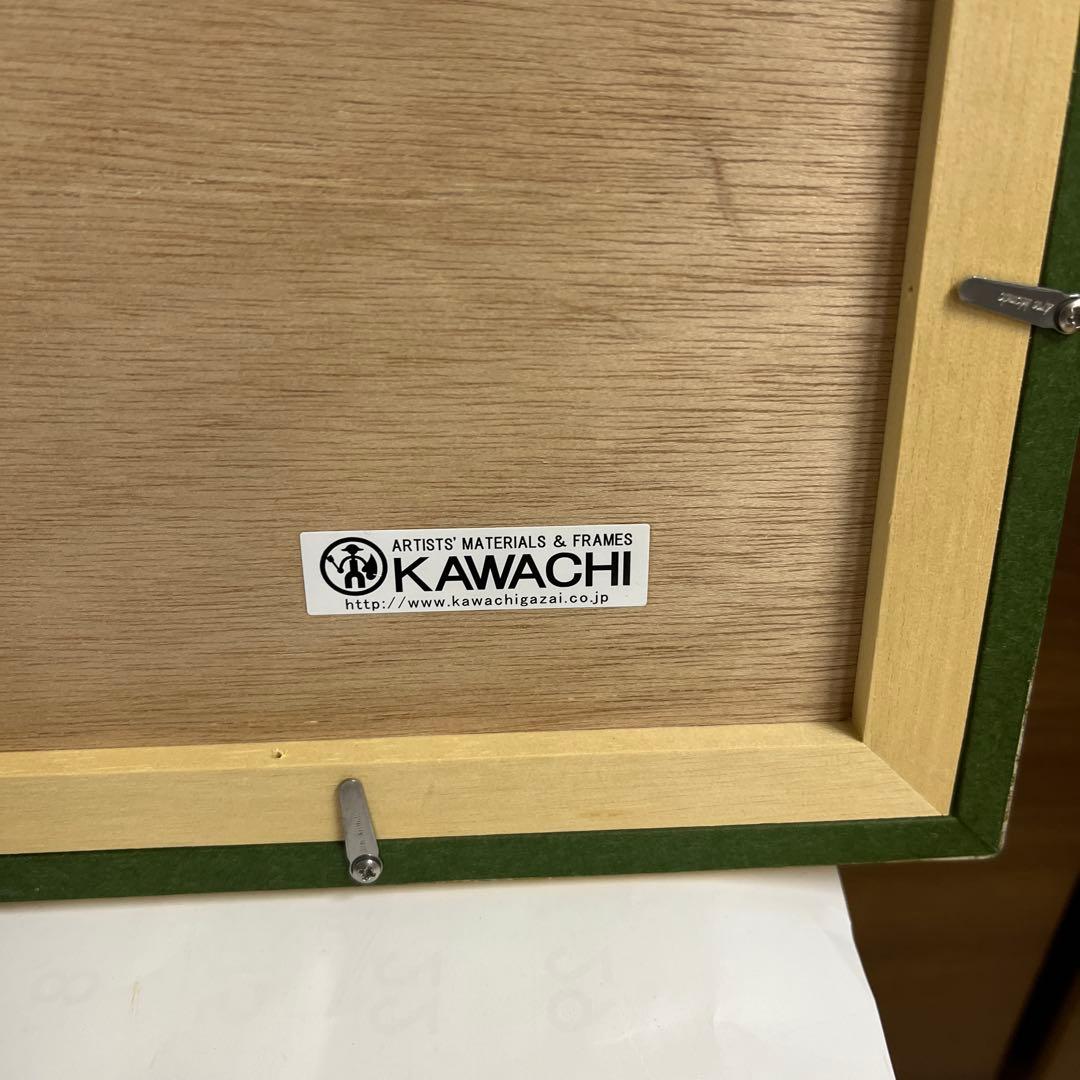 ARTISTS' MATERIALS & FRAMES
KAWACHI
http://www.kawachigazai.co.jp